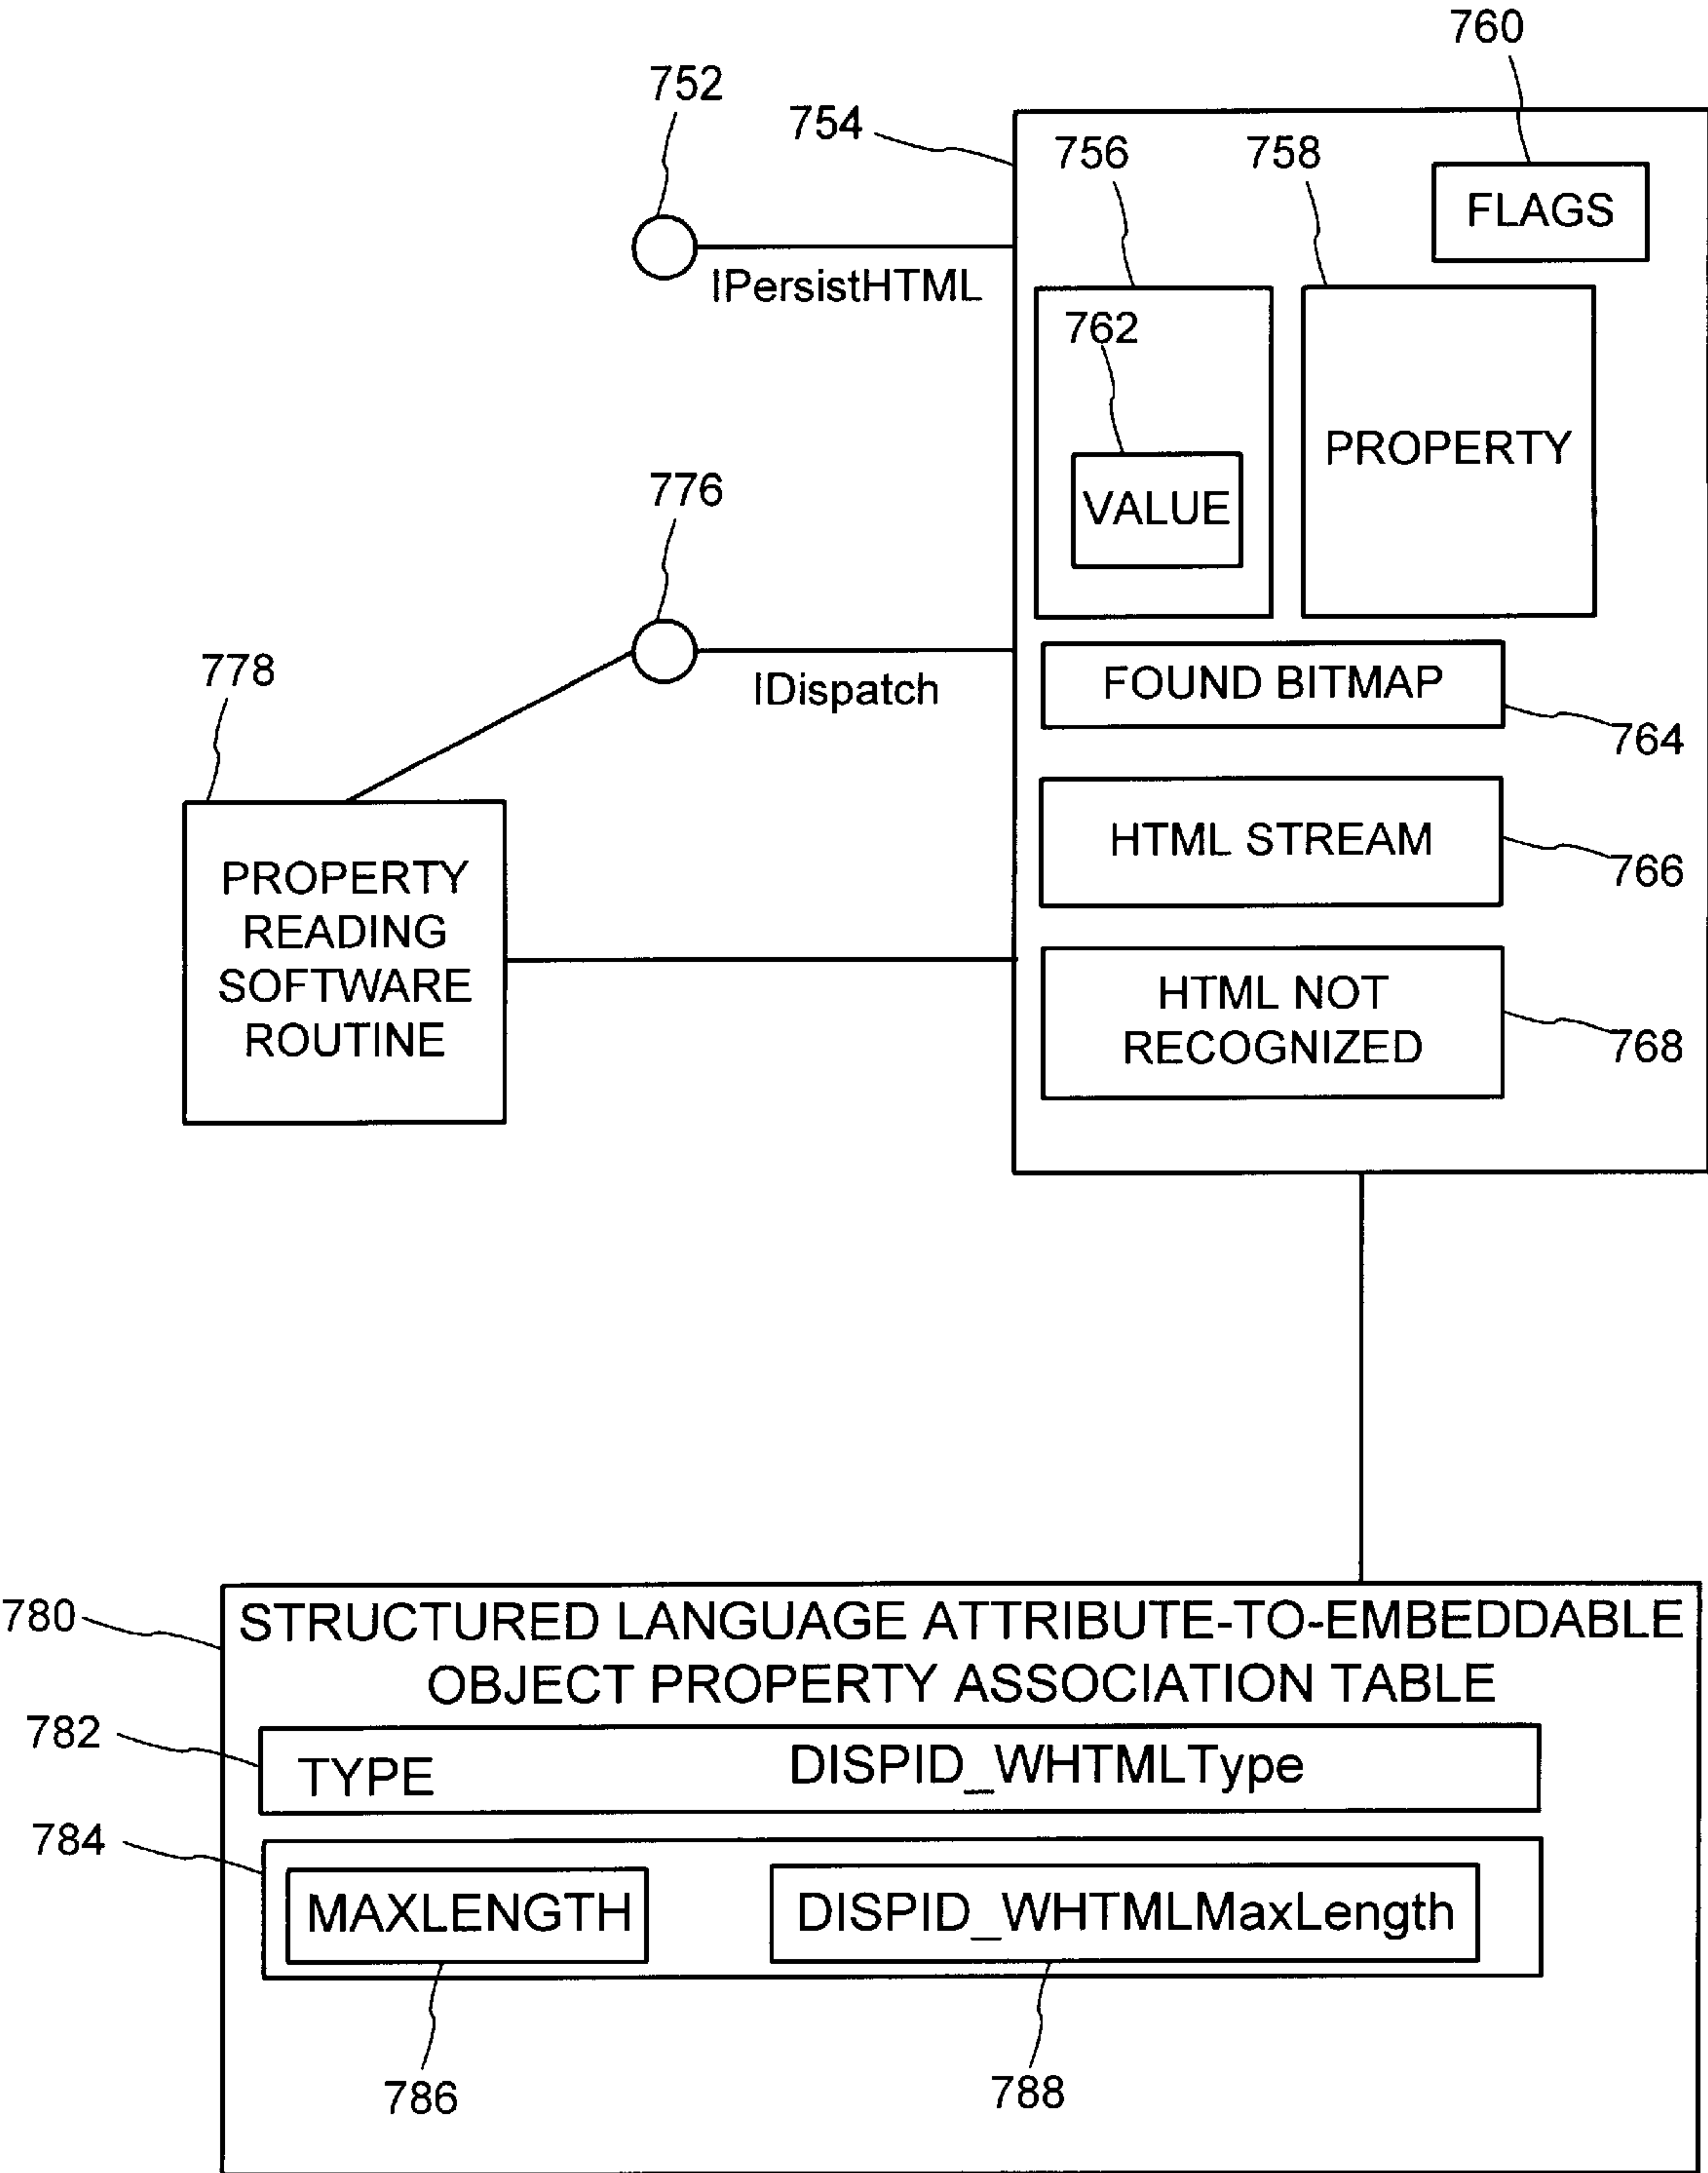 760
752
754
756
758
FLAGS
IPersistHTML
762
PROPERTY
VALUE
776
778
IDispatch
FOUND BITMAP
764
HTML STREAM
766
PROPERTY
READING
SOFTWARE
ROUTINE
HTML NOT
RECOGNIZED
768
780
STRUCTURED LANGUAGE ATTRIBUTE-TO-EMBEDDABLE
OBJECT PROPERTY ASSOCIATION TABLE
782
TYPE DISPID_WHTMLType
784
MAXLENGTH DISPID_WHTMLMaxLength
786
788